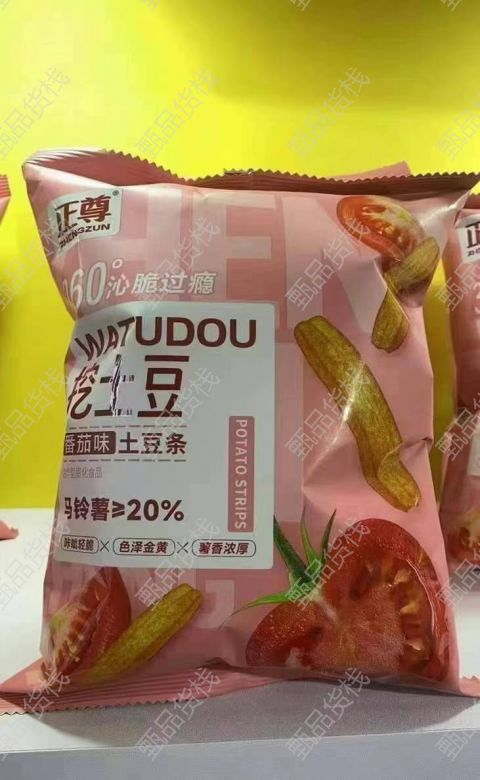 正尊®
ZHENGZUN
360°沁脆过瘾
WATUDOU
挖土豆
番茄味 土豆条
POTATO STRIPS
马铃薯≥20%
咔呲轻脆 × 色泽金黄 × 薯香浓厚
甄品货栈